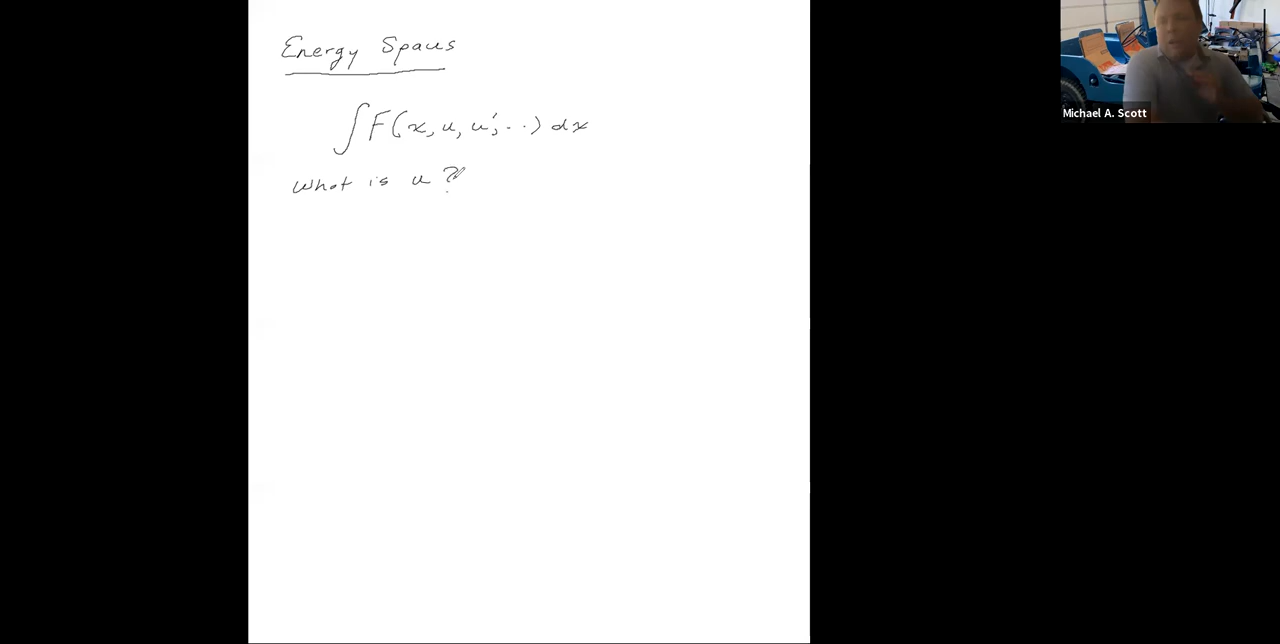 Energy Spaces
∫F(x, u, u', ...) dx
What is u?
Michael A. Scott